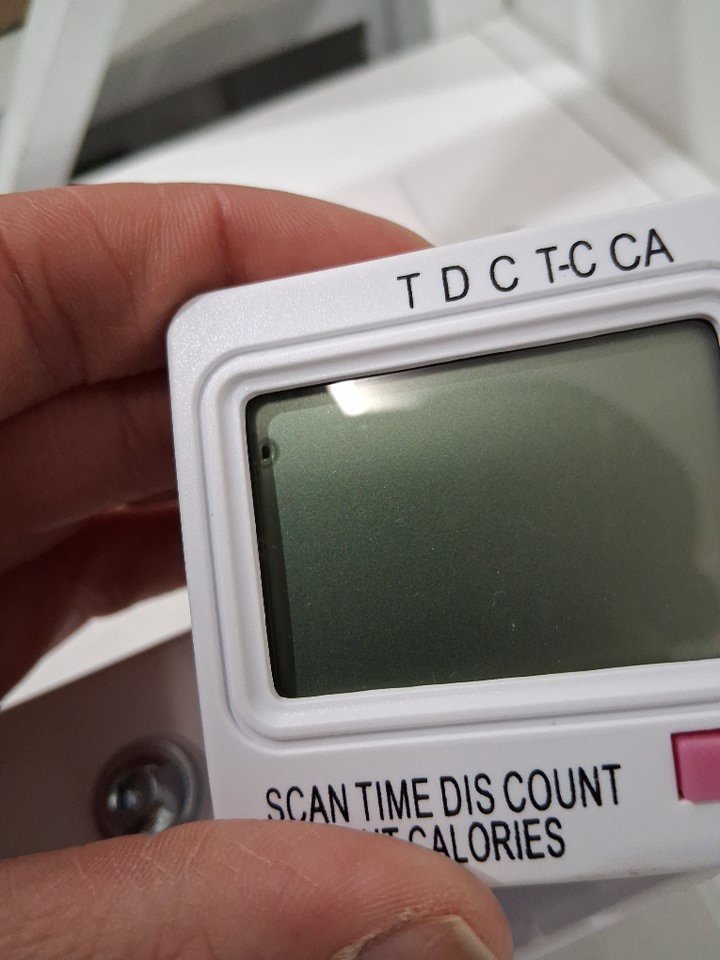 T D C T-C CA
SCAN TIME DIS COUNT
CALORIES